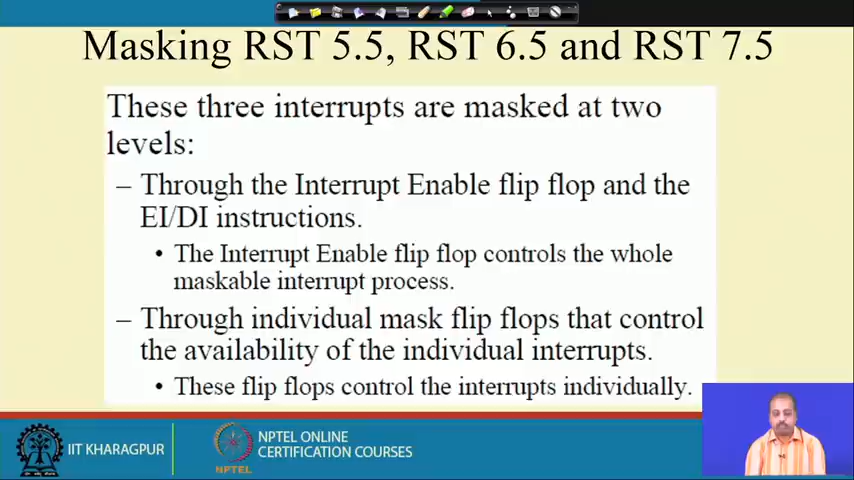 Masking RST 5.5, RST 6.5 and RST 7.5
These three interrupts are masked at two
levels:
– Through the Interrupt Enable flip flop and the
EI/DI instructions.
• The Interrupt Enable flip flop controls the whole
maskable interrupt process.
– Through individual mask flip flops that control
the availability of the individual interrupts.
• These flip flops control the interrupts individually.
IIT KHARAGPUR
NPTEL
NPTEL ONLINE
CERTIFICATION COURSES